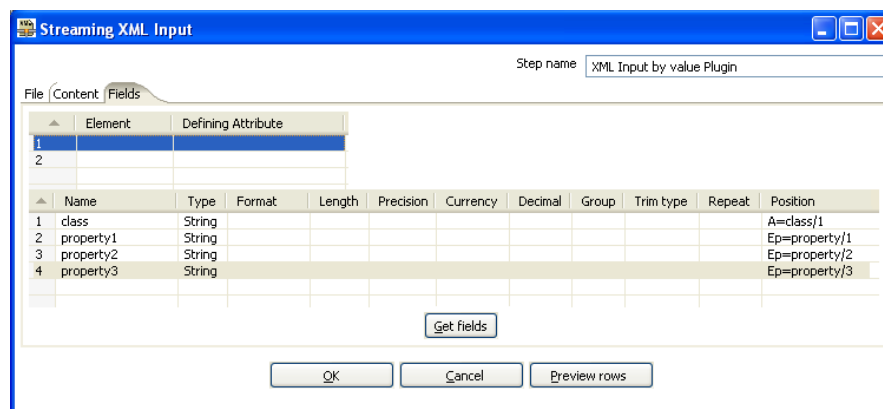 Streaming XML Input
Step name XML Input by value Plugin
File Content Fields
Element Defining Attribute
1
2
Name Type Format Length Precision Currency Decimal Group Trim type Repeat Position
1 class String A=class/1
2 property1 String Ep=property/1
3 property2 String Ep=property/2
4 property3 String Ep=property/3
Get fields
OK Cancel Preview rows